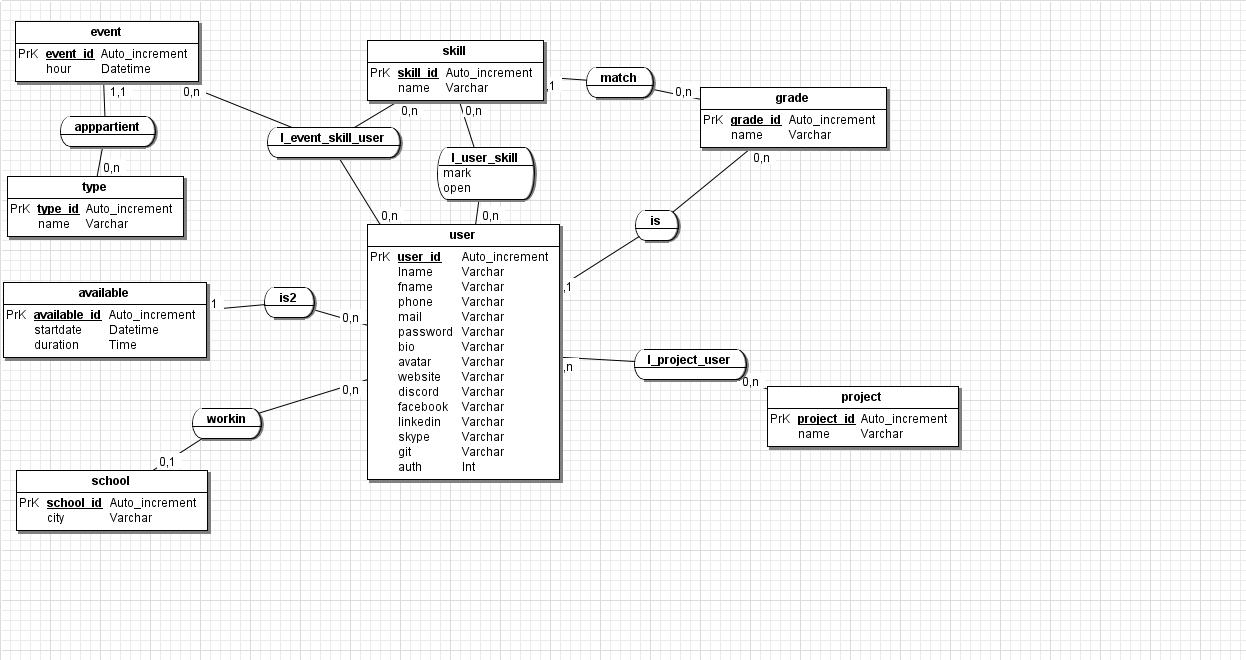 event
PrK event_id Auto_increment
hour Datetime
1,1
0,n
apppartient
0,n
type
PrK type_id Auto_increment
name Varchar
skill
PrK skill_id Auto_increment
name Varchar
,1
match
0,n
grade
PrK grade_id Auto_increment
name Varchar
0,n
0,n
0,n
l_event_skill_user
l_user_skill
mark
open
0,n
0,n
is
,1
user
PrK user_id Auto_increment
lname Varchar
fname Varchar
phone Varchar
mail Varchar
password Varchar
bio Varchar
avatar Varchar
website Varchar
discord Varchar
facebook Varchar
linkedin Varchar
skype Varchar
git Varchar
auth Int
available
PrK available_id Auto_increment
startdate Datetime
duration Time
1
is2
0,n
0,n
workin
0,1
school
PrK school_id Auto_increment
city Varchar
,n
l_project_user
0,n
project
PrK project_id Auto_increment
name Varchar